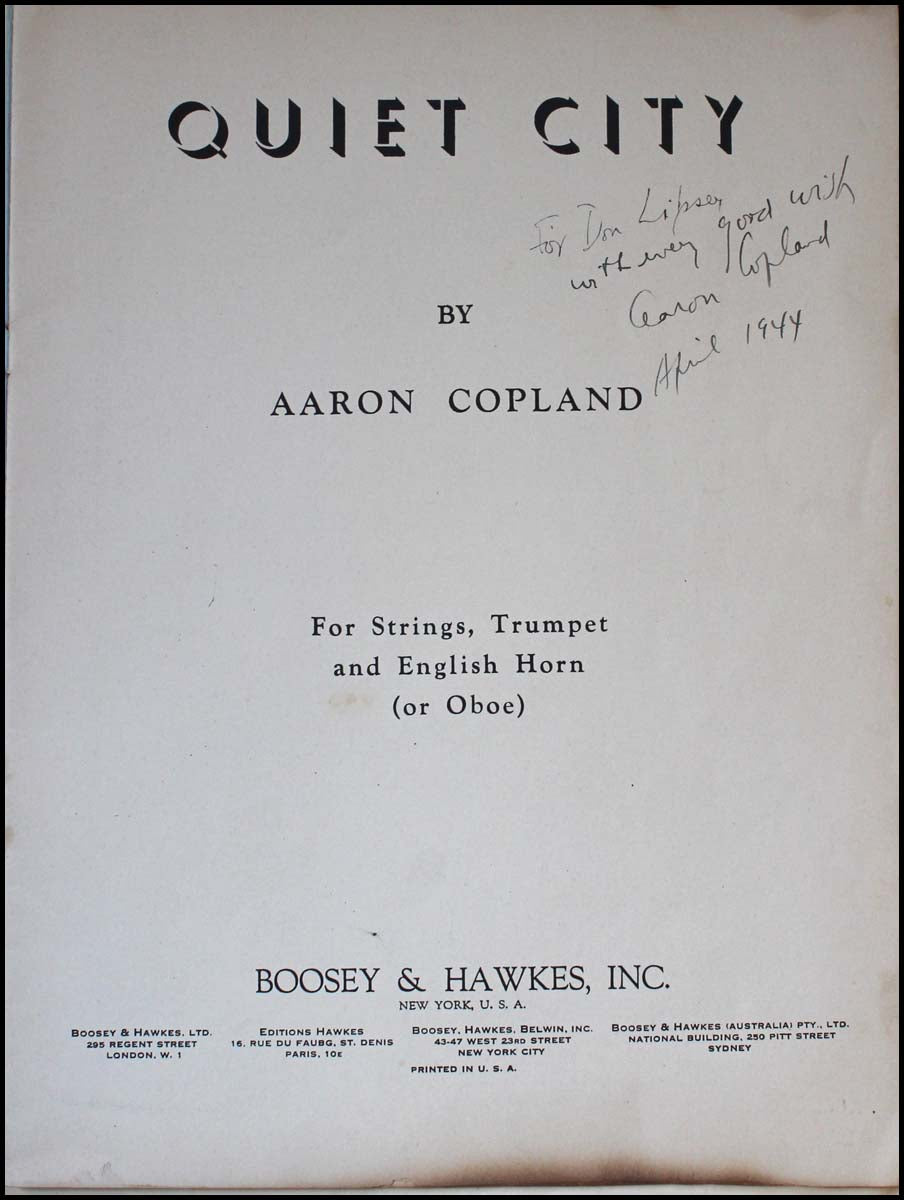 QUIET CITY
For Don Lipsey
with every good wish
Aaron Copland
April 1944
BY
AARON COPLAND
For Strings, Trumpet
and English Horn
(or Oboe)
BOOSEY & HAWKES, INC.
NEW YORK, U. S. A.
BOOSEY & HAWKES, LTD.
295 REGENT STREET
LONDON, W. 1
EDITIONS HAWKES
16, RUE DU FAUBG, ST. DENIS
PARIS, 10E
BOOSEY, HAWKES, BELWIN, INC.
43-47 WEST 23RD STREET
NEW YORK CITY
BOOSEY & HAWKES (AUSTRALIA) PTY., LTD.
NATIONAL BUILDING, 250 PITT STREET
SYDNEY
PRINTED IN U. S. A.